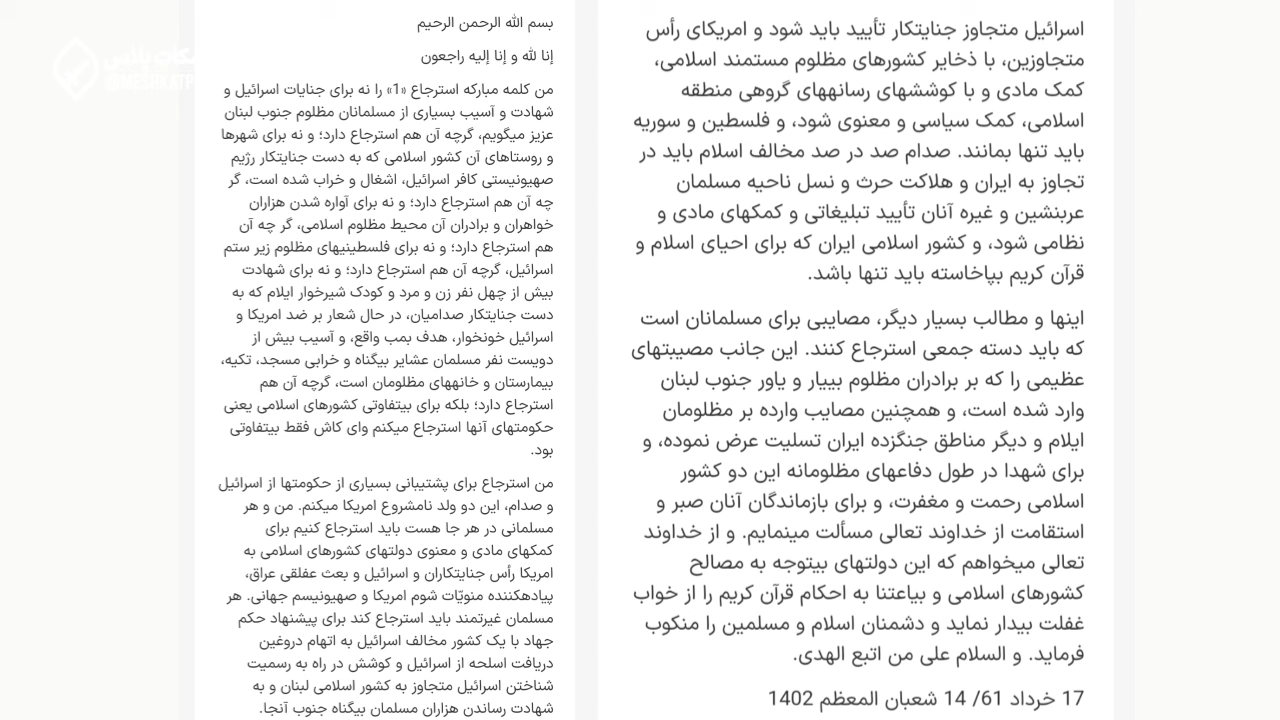 بسم الله الرحمن الرحیم
إنا لله و إنا إلیه راجعون
من کلمه مبارکه استرجاع «1» را نه برای جنایات اسرائیل و
شهادت و آسیب بسیاری از مسلمانان مظلوم جنوب لبنان
عزیز میگویم، گرچه آن هم استرجاع دارد؛ و نه برای شهرها
و روستاهای آن کشور اسلامی که به دست جنایتکار رژیم
صهیونیستی کافر اسرائیل، اشغال و خراب شده است، گر
چه آن هم استرجاع دارد؛ و نه برای آواره شدن هزاران
خواهران و برادران آن محیط مظلوم اسلامی، گر چه آن
هم استرجاع دارد؛ و نه برای فلسطینیهای مظلوم زیر ستم
اسرائیل، گرچه آن هم استرجاع دارد؛ و نه برای شهادت
بیش از چهل نفر زن و مرد و کودک شیرخوار ایلام که به
دست جنایتکار صدامیان، در حال شعار بر ضد امریکا و
اسرائیل خونخوار، هدف بمب واقع، و آسیب بیش از
دویست نفر مسلمان عشایر بیگناه و خرابی مسجد، تکیه،
بیمارستان و خانههای مظلومان است، گرچه آن هم
استرجاع دارد؛ بلکه برای بیتفاوتی کشورهای اسلامی یعنی
حکومتهای آنها استرجاع میکنم وای کاش فقط بیتفاوتی
بود.
من استرجاع برای پشتیبانی بسیاری از حکومتها از اسرائیل
و صدام، این دو ولد نامشروع امریکا میکنم. من و هر
مسلمانی در هر جا هست باید استرجاع کنیم برای
کمکهای مادی و معنوی دولتهای کشورهای اسلامی به
امریکا رأس جنایتکاران و اسرائیل و بعث عفلقی عراق،
پیادهکننده منویّات شوم امریکا و صهیونیسم جهانی. هر
مسلمان غیرتمند باید استرجاع کند برای پیشنهاد حکم
جهاد با یک کشور مخالف اسرائیل به اتهام دروغین
دریافت اسلحه از اسرائیل و کوشش در راه به رسمیت
شناختن اسرائیل متجاوز به کشور اسلامی لبنان و به
شهادت رساندن هزاران مسلمان بیگناه جنوب آنجا.
اسرائیل متجاوز جنایتکار تأیید باید شود و امریکای رأس
متجاوزین، با ذخایر کشورهای مظلوم مستمند اسلامی،
کمک مادی و با کوششهای رسانههای گروهی منطقه
اسلامی، کمک سیاسی و معنوی شود، و فلسطین و سوریه
باید تنها بمانند. صدام صد در صد مخالف اسلام باید در
تجاوز به ایران و هلاکت حرث و نسل ناحیه مسلمان
عربنشین و غیره آنان تأیید تبلیغاتی و کمکهای مادی و
نظامی شود، و کشور اسلامی ایران که برای احیای اسلام و
قرآن کریم بپاخاسته باید تنها باشد.
اینها و مطالب بسیار دیگر، مصایبی برای مسلمانان است
که باید دسته جمعی استرجاع کنند. این جانب مصیبتهای
عظیمی را که بر برادران مظلوم بییار و یاور جنوب لبنان
وارد شده است، و همچنین مصایب وارده بر مظلومان
ایلام و دیگر مناطق جنگزده ایران تسلیت عرض نموده، و
برای شهدا در طول دفاعهای مظلومانه این دو کشور
اسلامی رحمت و مغفرت، و برای بازماندگان آنان صبر و
استقامت از خداوند تعالی مسألت مینمایم. و از خداوند
تعالی میخواهم که این دولتهای بیتوجه به مصالح
کشورهای اسلامی و بیاعتنا به احکام قرآن کریم را از خواب
غفلت بیدار نماید و دشمنان اسلام و مسلمین را منکوب
فرماید. و السلام علی من اتبع الهدی.
17 خرداد 61/ 14 شعبان المعظم 1402